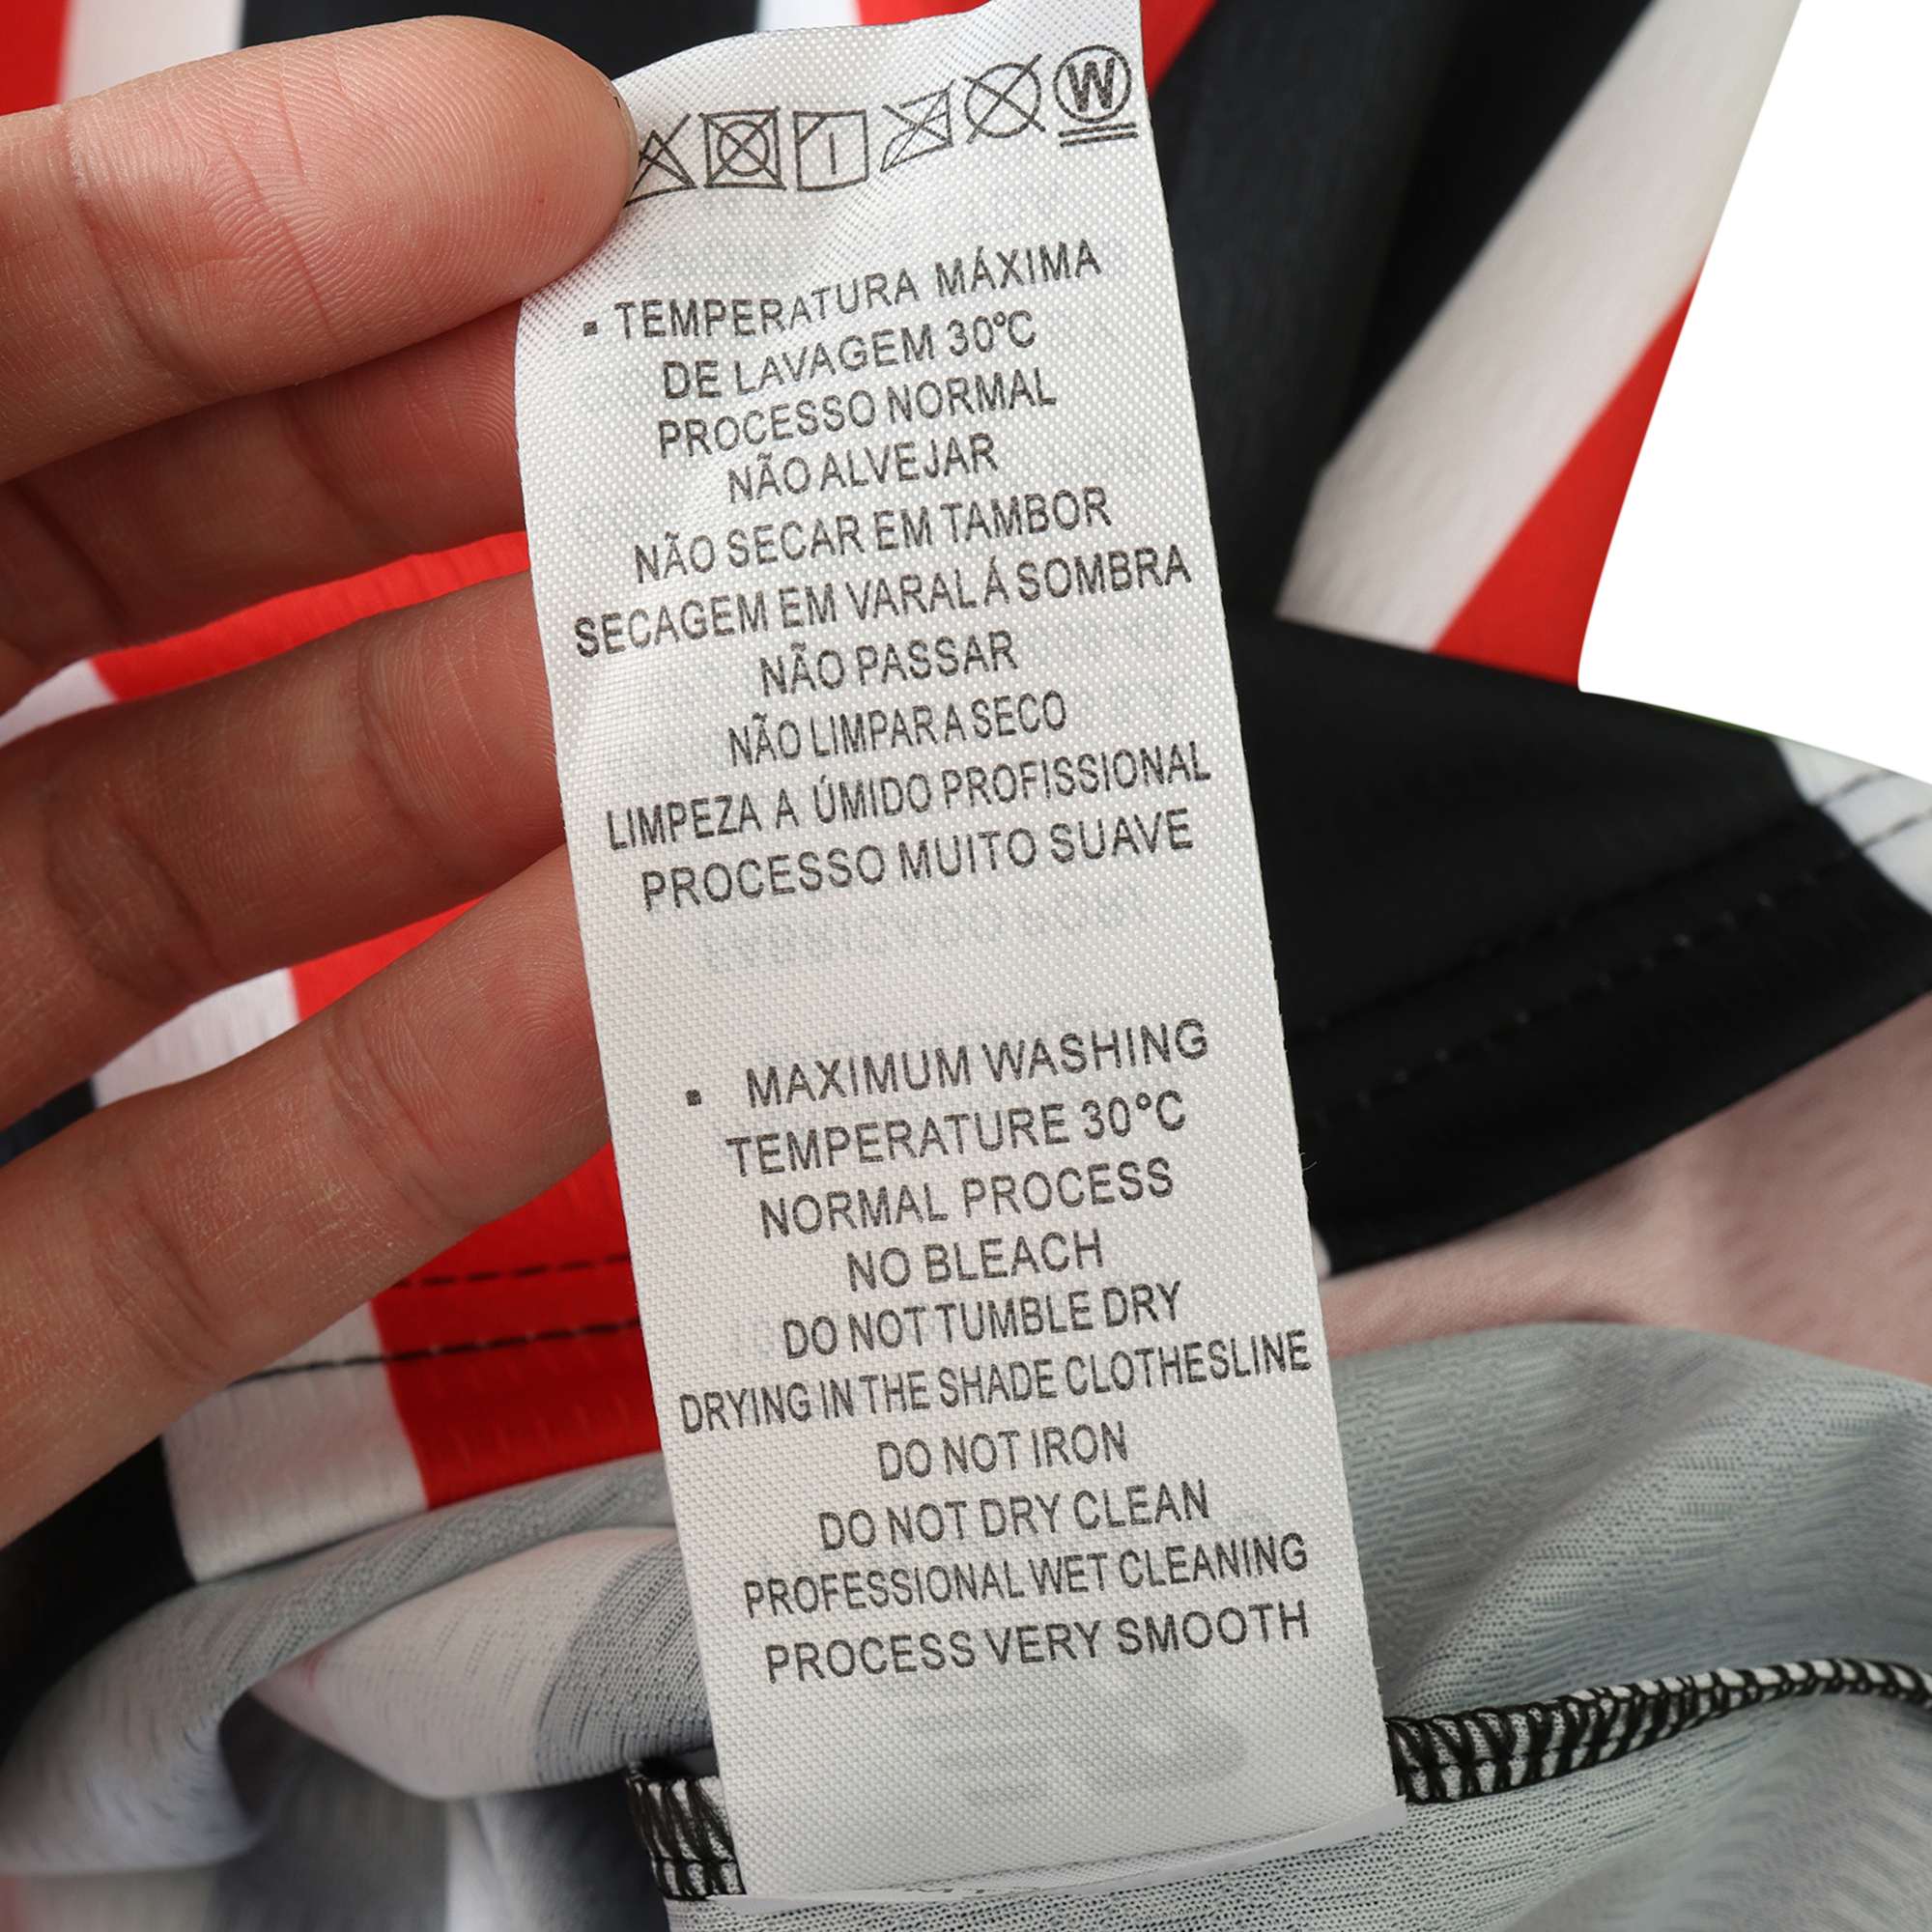 W
▪ TEMPERATURA MÁXIMA
DE LAVAGEM 30ºC
PROCESSO NORMAL
NÃO ALVEJAR
NÃO SECAR EM TAMBOR
SECAGEM EM VARAL Á SOMBRA
NÃO PASSAR
NÃO LIMPAR A SECO
LIMPEZA A ÚMIDO PROFISSIONAL
PROCESSO MUITO SUAVE
▪ MAXIMUM WASHING
TEMPERATURE 30°C
NORMAL PROCESS
NO BLEACH
DO NOT TUMBLE DRY
DRYING IN THE SHADE CLOTHESLINE
DO NOT IRON
DO NOT DRY CLEAN
PROFESSIONAL WET CLEANING
PROCESS VERY SMOOTH